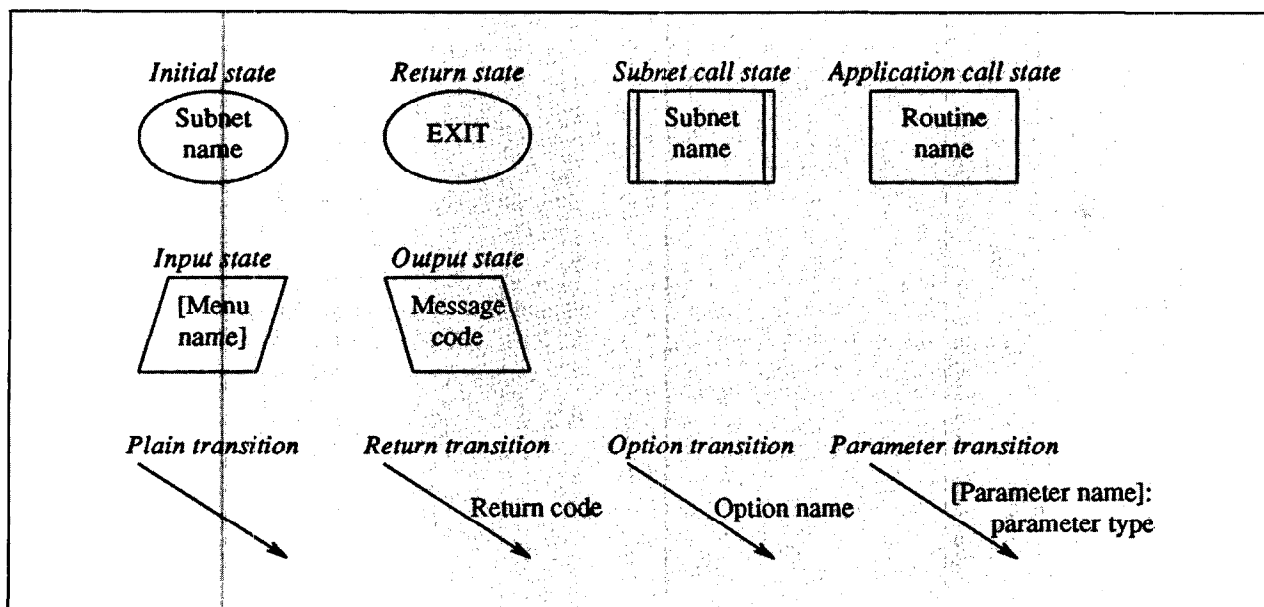 Initial state
Return state
Subnet call state
Application call state
Subnet
name
EXIT
Subnet
name
Routine
name
Input state
Output state
[Menu
name]
Message
code
Plain transition
Return transition
Option transition
Parameter transition
Return code
Option name
[Parameter name]:
parameter type